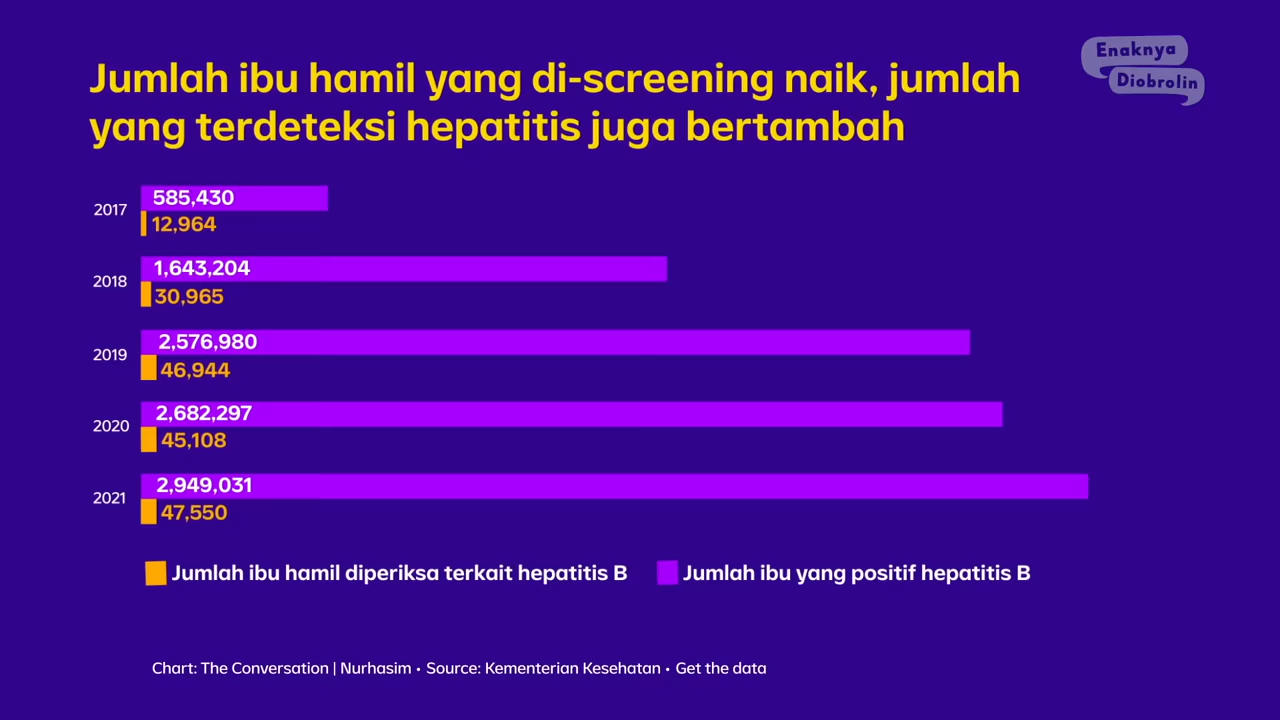 Enaknya
Diobrolin
Jumlah ibu hamil yang di-screening naik, jumlah
yang terdeteksi hepatitis juga bertambah
2017
585,430
12,964
2018
1,643,204
30,965
2019
2,576,980
46,944
2020
2,682,297
45,108
2021
2,949,031
47,550
Jumlah ibu hamil diperiksa terkait hepatitis B
Jumlah ibu yang positif hepatitis B
Chart: The Conversation | Nurhasim • Source: Kementerian Kesehatan • Get the data